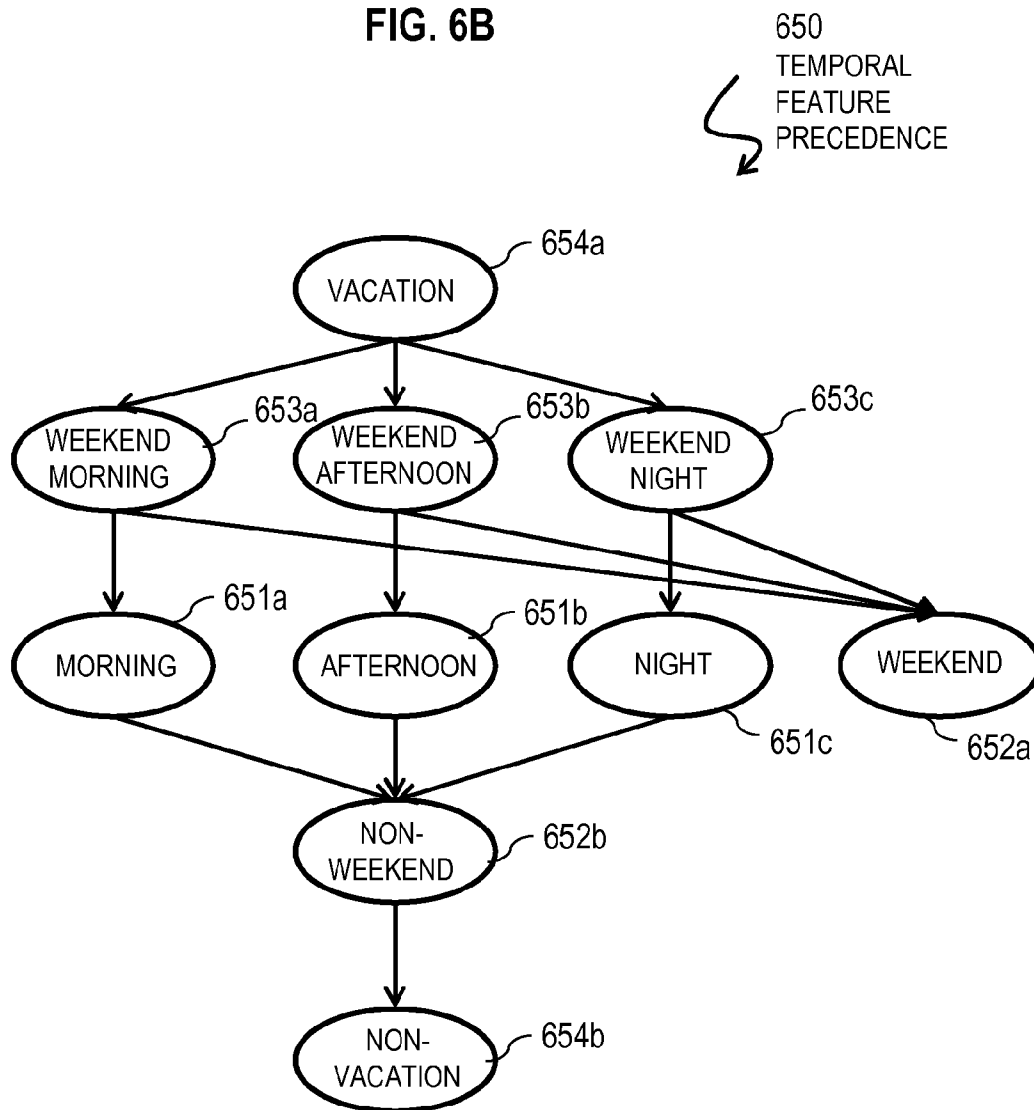 FIG. 6B
650
TEMPORAL
FEATURE
PRECEDENCE
654a
VACATION
653a
653b
653c
WEEKEND
MORNING
WEEKEND
AFTERNOON
WEEKEND
NIGHT
651a
651b
MORNING
AFTERNOON
NIGHT
WEEKEND
651c
652a
NON-
WEEKEND
652b
NON-
VACATION
654b